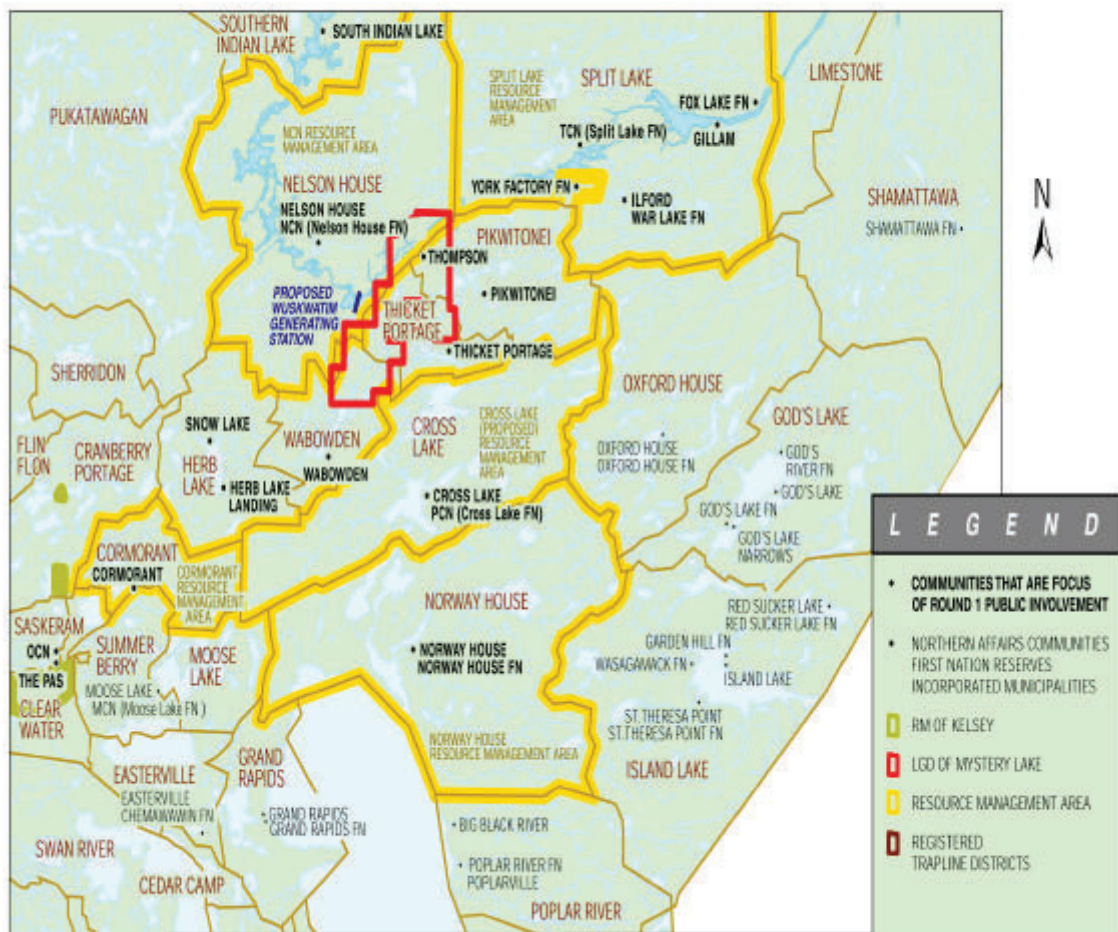 SOUTHERN
INDIAN LAKE
SOUTH INDIAN LAKE
PUKATAWAGAN
NCN RESOURCE
MANAGEMENT AREA
SPLIT LAKE
RESOURCE
MANAGEMENT
AREA
SPLIT LAKE
LIMESTONE
FOX LAKE FN
GILLAM
TCN (Split Lake FN)
NELSON HOUSE
NELSON HOUSE
NCN (Nelson House FN)
YORK FACTORY FN
ILFORD
WAR LAKE FN
SHAMATTAWA
SHAMATTAWA FN
N
PIKWITONEI
THOMPSON
PIKWITONEI
PROPOSED
WUSKWATIM
GENERATING
STATION
THICKET
PORTAGE
THICKET PORTAGE
SHERRIDON
OXFORD HOUSE
GOD'S LAKE
SNOW LAKE
WABOWDEN
CROSS
LAKE
CROSS LAKE
(PROPOSED)
RESOURCE
MANAGEMENT
AREA
OXFORD HOUSE
OXFORD HOUSE FN
GOD'S
RIVER FN
GOD'S LAKE
FLIN
FLON
CRANBERRY
PORTAGE
HERB
LAKE
HERB LAKE
LANDING
WABOWDEN
CROSS LAKE
PCN (Cross Lake FN)
GOD'S LAKE FN
GOD'S LAKE
NARROWS
CORMORANT
CORMORANT
CORMORANT
RESOURCE
MANAGEMENT
AREA
NORWAY HOUSE
RED SUCKER LAKE
RED SUCKER LAKE FN
SASKERAM
OCN
THE PAS
CLEAR
WATER
SUMMER
BERRY
MOOSE
LAKE
MOOSE LAKE
MCN (Moose Lake FN )
NORWAY HOUSE
NORWAY HOUSE FN
GARDEN HILL FN
WASAGAMACK FN
ISLAND LAKE
ST. THERESA POINT
ST. THERESA POINT FN
NORWAY HOUSE
RESOURCE MANAGEMENT AREA
ISLAND LAKE
EASTERVILLE
EASTERVILLE
CHEMAWAWIN FN
GRAND
RAPIDS
GRAND RAPIDS
GRAND RAPIDS FN
BIG BLACK RIVER
SWAN RIVER
CEDAR CAMP
POPLAR RIVER FN
POPLARVILLE
POPLAR RIVER
LEGEND
COMMUNITIES THAT ARE FOCUS
OF ROUND 1 PUBLIC INVOLVEMENT
NORTHERN AFFAIRS COMMUNITIES
FIRST NATION RESERVES
INCORPORATED MUNICIPALITIES
RM OF KELSEY
LGD OF MYSTERY LAKE
RESOURCE MANAGEMENT AREA
REGISTERED
TRAPLINE DISTRICTS